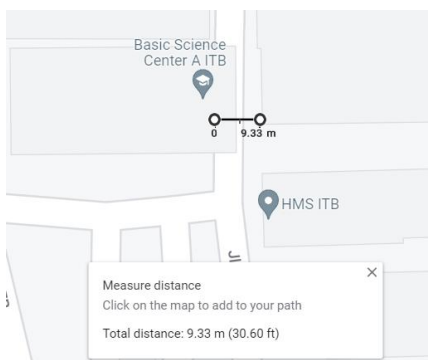 Basic Science
Center A ITB
0 9.33 m
HMS ITB
Measure distance
Click on the map to add to your path
Total distance: 9.33 m (30.60 ft)